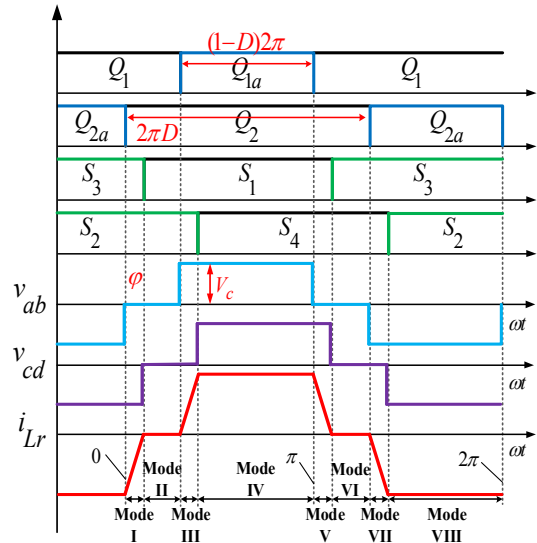 (1−D)2π
Q1 Q1a Q1
Q2a Q2 Q2a
2πD
S3 S1 S3
S2 S4 S2
φ Vc
vab
ωt
vcd
ωt
iLr
ωt
0 π 2π
Mode II Mode IV Mode VI
Mode I Mode III Mode V Mode VII Mode VIII